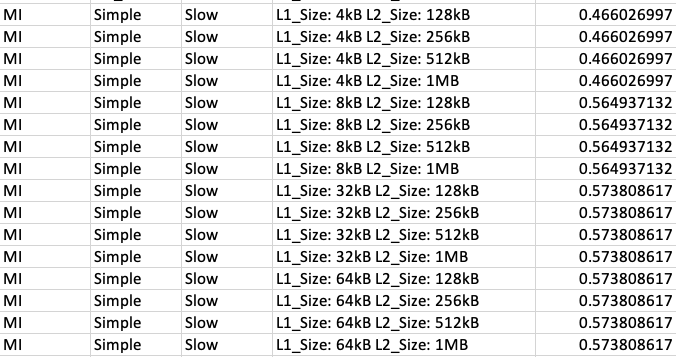 MI Simple Slow L1_Size: 4kB L2_Size: 128kB 0.466026997
MI Simple Slow L1_Size: 4kB L2_Size: 256kB 0.466026997
MI Simple Slow L1_Size: 4kB L2_Size: 512kB 0.466026997
MI Simple Slow L1_Size: 4kB L2_Size: 1MB 0.466026997
MI Simple Slow L1_Size: 8kB L2_Size: 128kB 0.564937132
MI Simple Slow L1_Size: 8kB L2_Size: 256kB 0.564937132
MI Simple Slow L1_Size: 8kB L2_Size: 512kB 0.564937132
MI Simple Slow L1_Size: 8kB L2_Size: 1MB 0.564937132
MI Simple Slow L1_Size: 32kB L2_Size: 128kB 0.573808617
MI Simple Slow L1_Size: 32kB L2_Size: 256kB 0.573808617
MI Simple Slow L1_Size: 32kB L2_Size: 512kB 0.573808617
MI Simple Slow L1_Size: 32kB L2_Size: 1MB 0.573808617
MI Simple Slow L1_Size: 64kB L2_Size: 128kB 0.573808617
MI Simple Slow L1_Size: 64kB L2_Size: 256kB 0.573808617
MI Simple Slow L1_Size: 64kB L2_Size: 512kB 0.573808617
MI Simple Slow L1_Size: 64kB L2_Size: 1MB 0.573808617